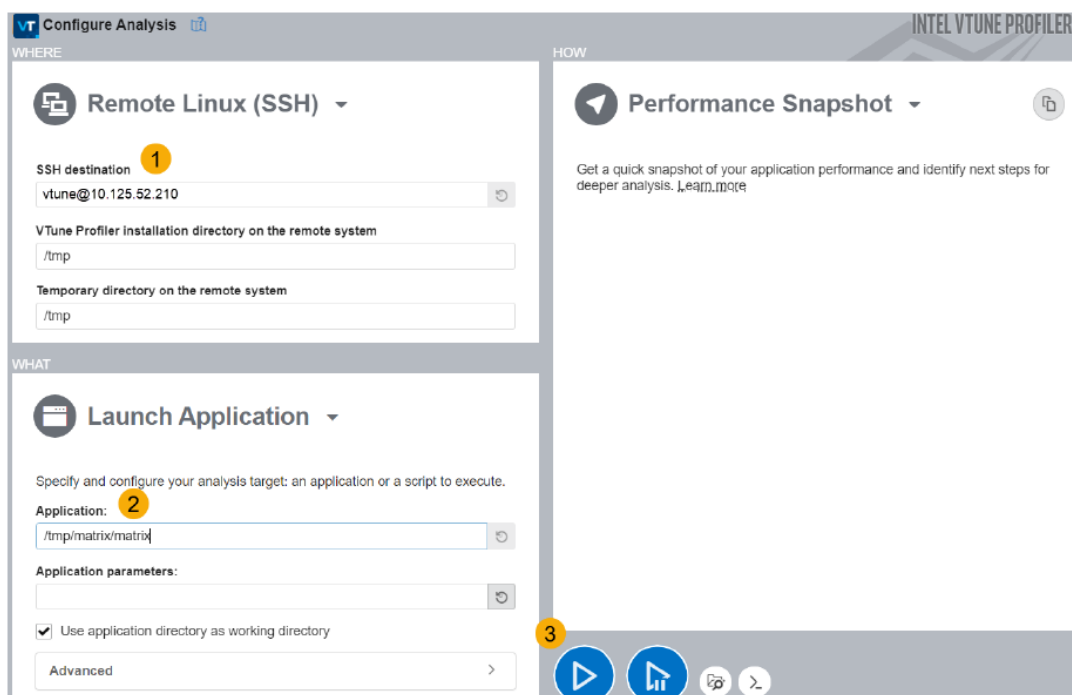 VT Configure Analysis
INTEL VTUNE PROFILER
WHERE
Remote Linux (SSH)
1
SSH destination
vtune@10.125.52.210
VTune Profiler installation directory on the remote system
/tmp
Temporary directory on the remote system
/tmp
WHAT
Launch Application
Specify and configure your analysis target: an application or a script to execute.
2
Application:
/tmp/matrix/matrix
Application parameters:
Use application directory as working directory
Advanced
HOW
Performance Snapshot
Get a quick snapshot of your application performance and identify next steps for
deeper analysis. Learn more
3